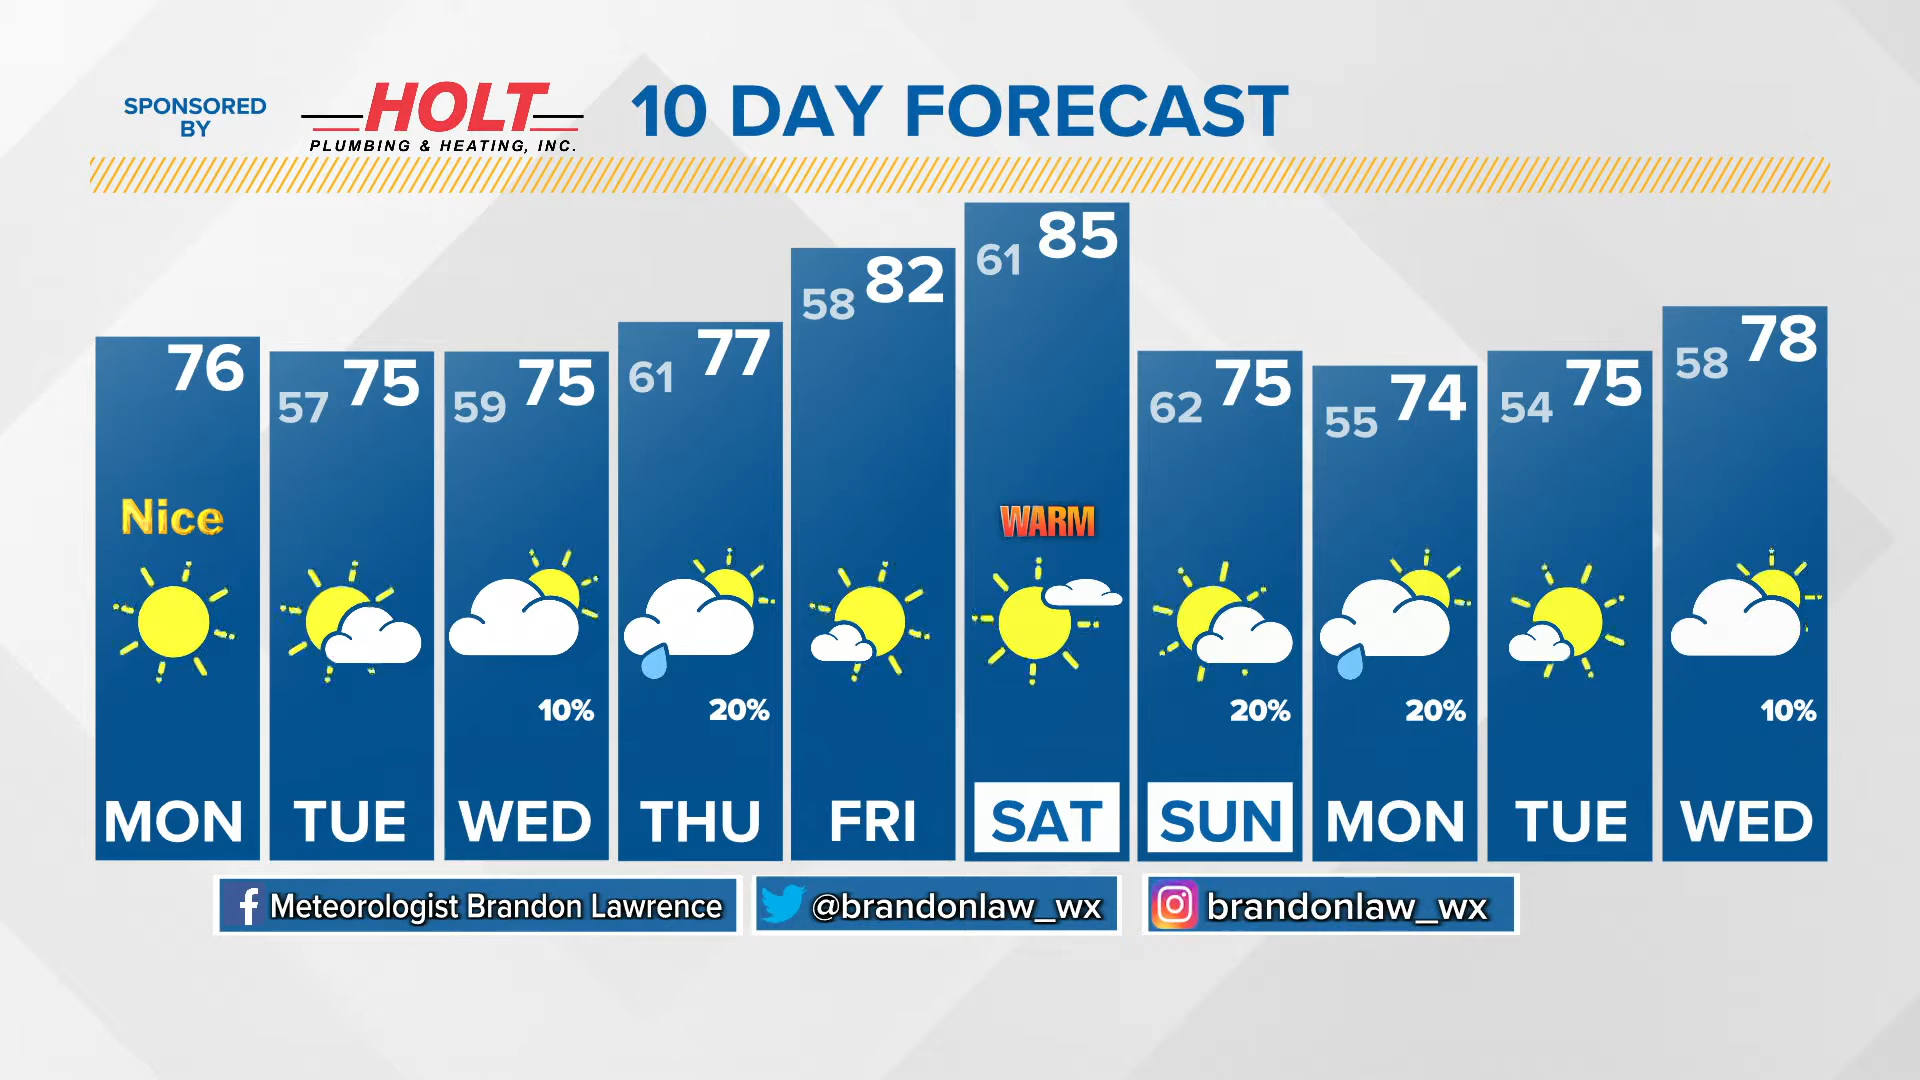 SPONSORED
BY
HOLT
PLUMBING & HEATING, INC.
10 DAY FORECAST
76
57 75
59 75
61 77
58 82
61 85
62 75
55 74
54 75
58 78
Nice
WARM
10%
20%
20%
20%
10%
MON TUE WED THU FRI SAT SUN MON TUE WED
f Meteorologist Brandon Lawrence
@brandonlaw_wx
brandonlaw_wx